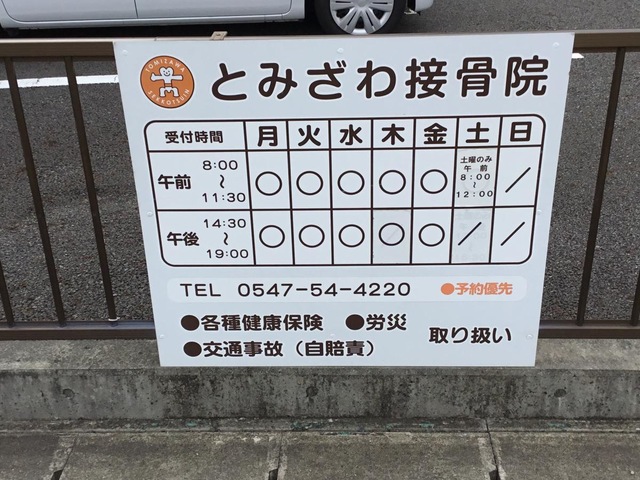 TOMIZAWA
SEKKOTSUIN
とみざわ接骨院
受付時間 月 火 水 木 金 土 日
午前 8:00～11:30 ○ ○ ○ ○ ○ 土曜のみ午前8:00～12:00 ／
午後 14:30～19:00 ○ ○ ○ ○ ○ ／ ／
TEL 0547-54-4220 ●予約優先
●各種健康保険 ●労災
●交通事故（自賠責） 取り扱い